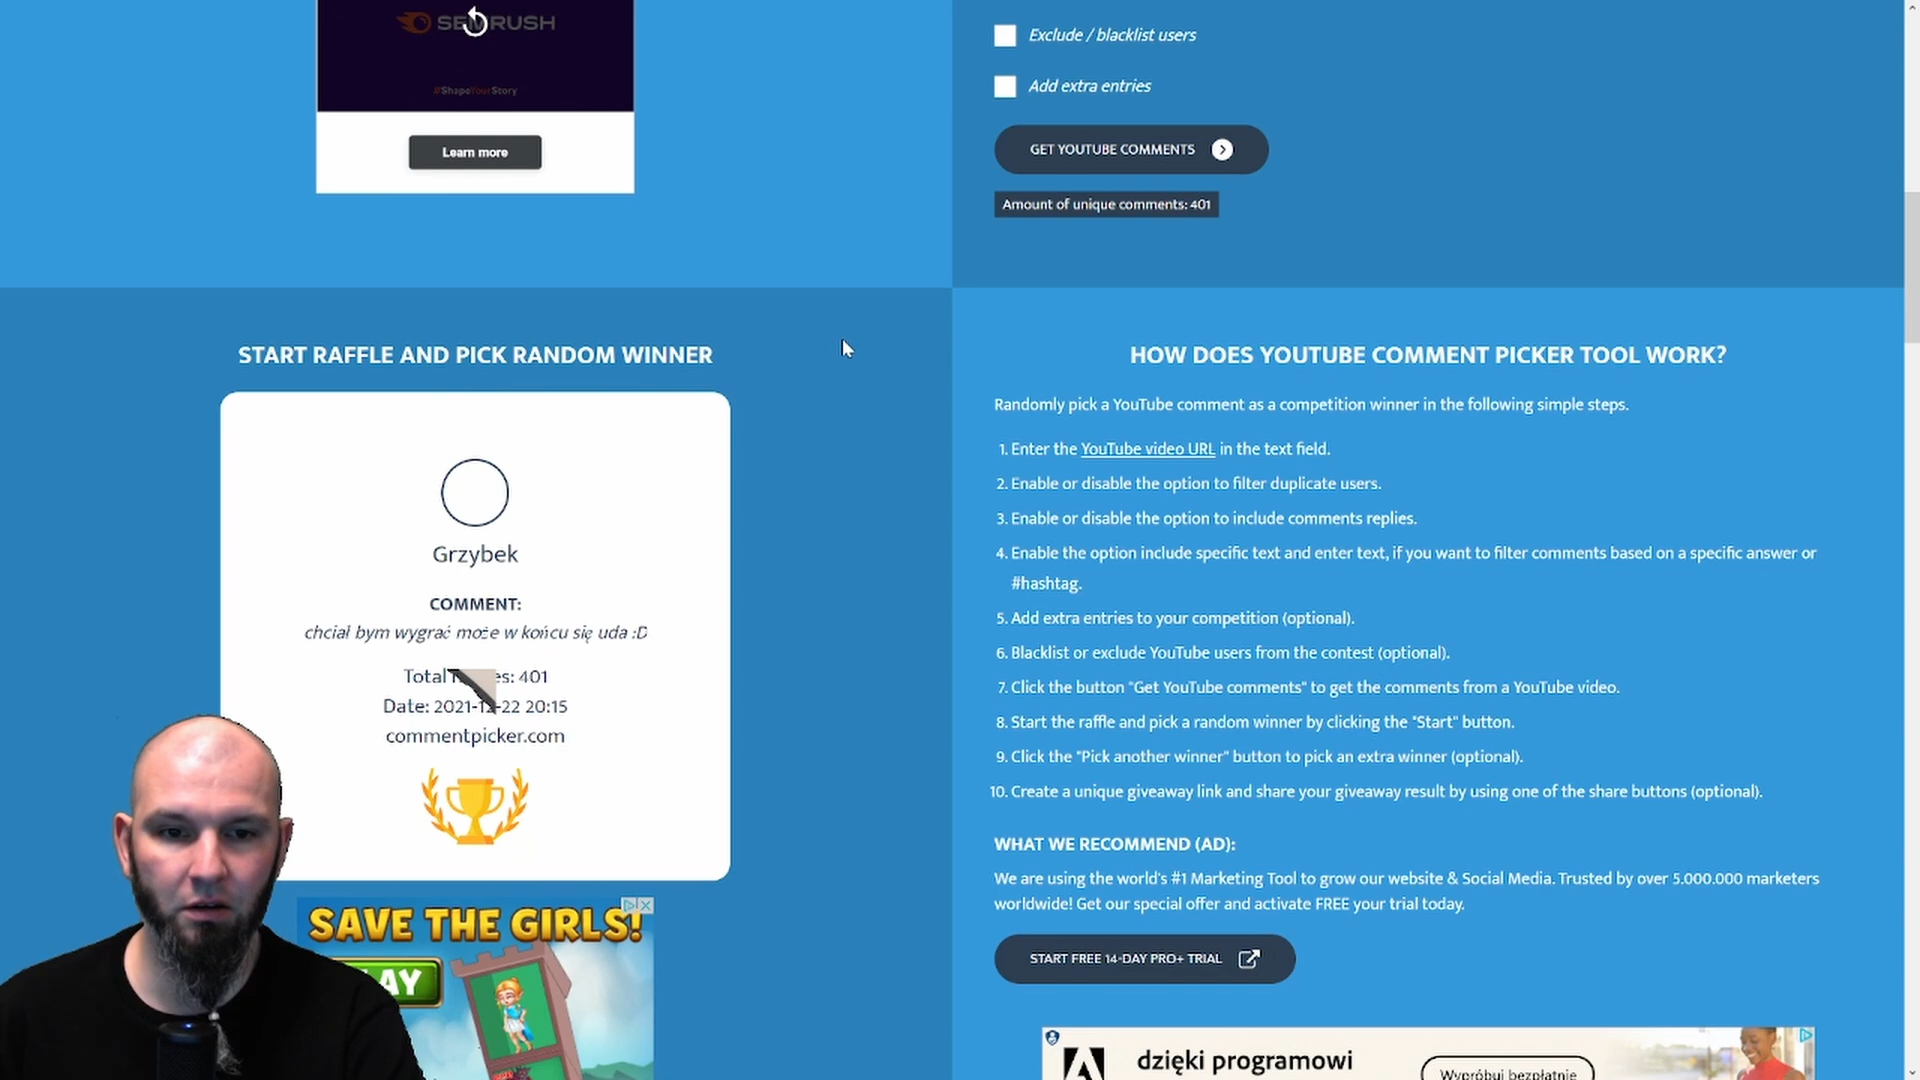 SEMRUSH
#ShapeYourStory
Learn more
Exclude / blacklist users
Add extra entries
GET YOUTUBE COMMENTS
Amount of unique comments: 401
START RAFFLE AND PICK RANDOM WINNER
Grzybek
COMMENT:
chciał bym wygrać może w końcu się uda :D
Total es: 401
Date: 2021-12-22 20:15
commentpicker.com
SAVE THE GIRLS!
LAY
HOW DOES YOUTUBE COMMENT PICKER TOOL WORK?
Randomly pick a YouTube comment as a competition winner in the following simple steps.
1. Enter the YouTube video URL in the text field.
2. Enable or disable the option to filter duplicate users.
3. Enable or disable the option to include comments replies.
4. Enable the option include specific text and enter text, if you want to filter comments based on a specific answer or
#hashtag.
5. Add extra entries to your competition (optional).
6. Blacklist or exclude YouTube users from the contest (optional).
7. Click the button "Get YouTube comments" to get the comments from a YouTube video.
8. Start the raffle and pick a random winner by clicking the "Start" button.
9. Click the "Pick another winner" button to pick an extra winner (optional).
10. Create a unique giveaway link and share your giveaway result by using one of the share buttons (optional).
WHAT WE RECOMMEND (AD):
We are using the world's #1 Marketing Tool to grow our website & Social Media. Trusted by over 5.000.000 marketers
worldwide! Get our special offer and activate FREE your trial today.
START FREE 14-DAY PRO+ TRIAL
dzięki programowi
Wypróbuj bezpłatnie